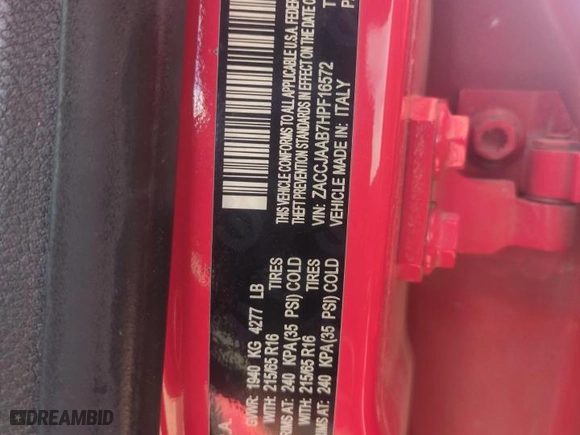 GVWR: 1940 KG 4277 LB
WITH: 215/65 R16 TIRES
AT: 240 KPA(35 PSI) COLD
WITH: 215/65 R16 TIRES
RIMS AT: 240 KPA(35 PSI) COLD
THIS VEHICLE CONFORMS TO ALL APPLICABLE U.S.A. FEDER
THEFT PREVENTION STANDARDS IN EFFECT ON THE DATE O
VIN: ZACCJAAB7HPF16572
VEHICLE MADE IN: ITALY
DREAMBID